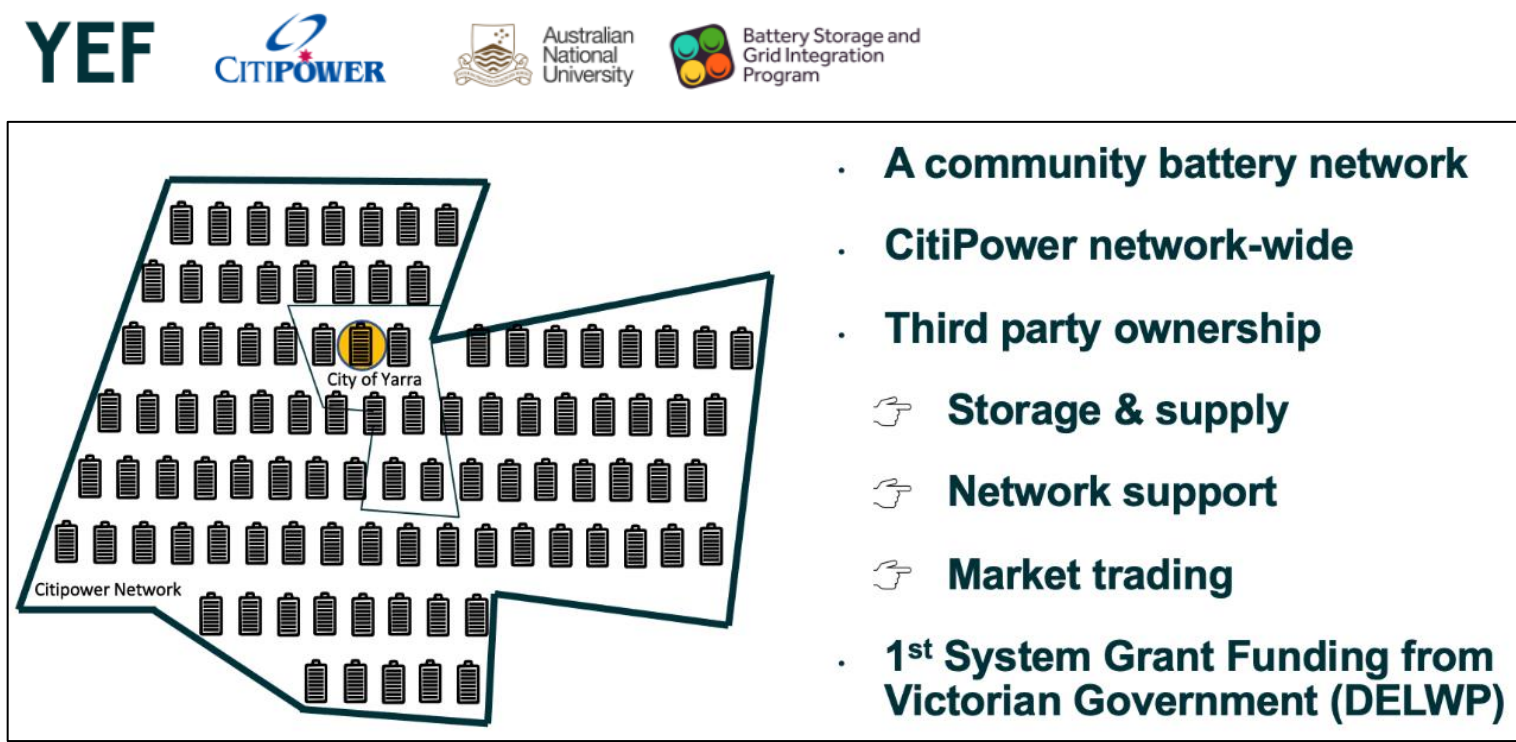 YEF
CITIPOWER
Australian
National
University
Battery Storage and
Grid Integration
Program
City of Yarra
Citipower Network
· A community battery network
· CitiPower network-wide
· Third party ownership
☞ Storage & supply
☞ Network support
☞ Market trading
· 1st System Grant Funding from
Victorian Government (DELWP)